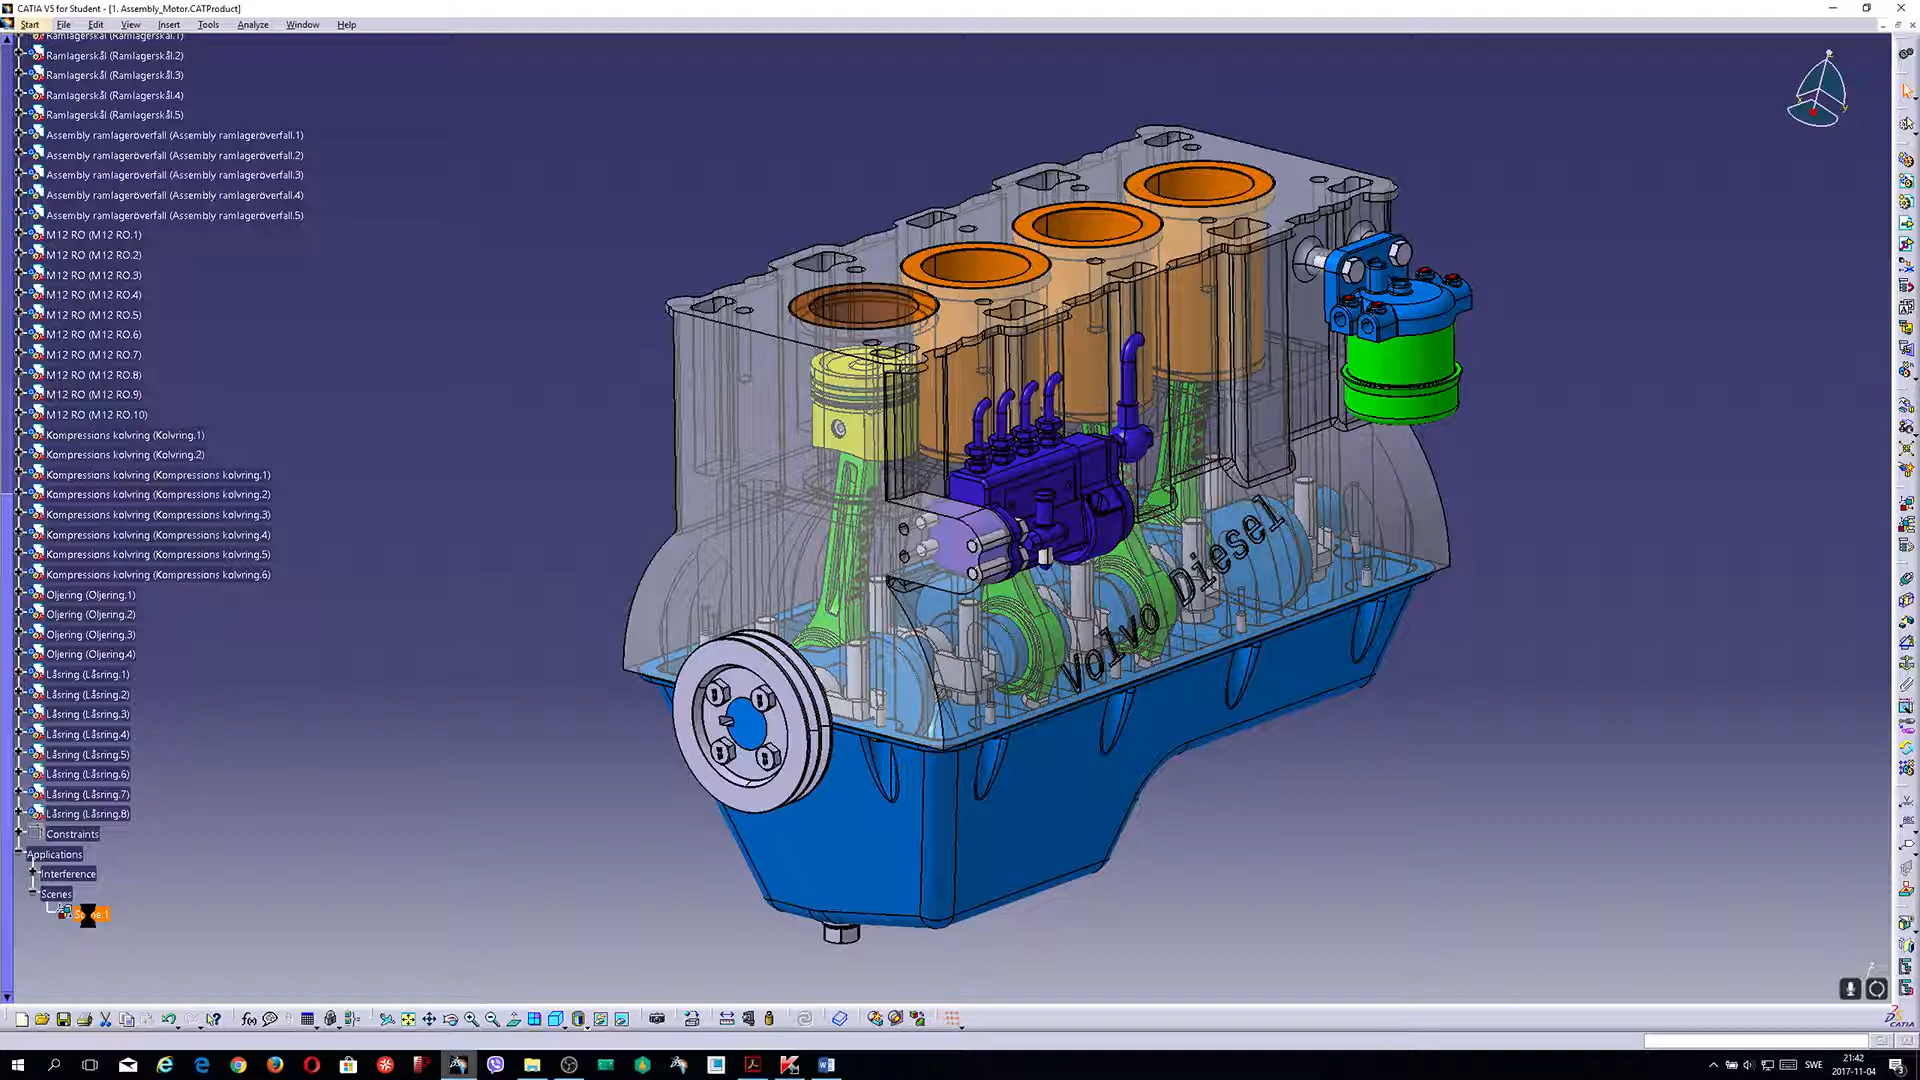 CATIA V5 for Student - [1. Assembly_Motor.CATProduct]
Start File Edit View Insert Tools Analyze Window Help
Ramlagerskål (Ramlagerskål.1)
Ramlagerskål (Ramlagerskål.2)
Ramlagerskål (Ramlagerskål.3)
Ramlagerskål (Ramlagerskål.4)
Ramlagerskål (Ramlagerskål.5)
Assembly ramlageröverfall (Assembly ramlageröverfall.1)
Assembly ramlageröverfall (Assembly ramlageröverfall.2)
Assembly ramlageröverfall (Assembly ramlageröverfall.3)
Assembly ramlageröverfall (Assembly ramlageröverfall.4)
Assembly ramlageröverfall (Assembly ramlageröverfall.5)
M12 RO (M12 RO.1)
M12 RO (M12 RO.2)
M12 RO (M12 RO.3)
M12 RO (M12 RO.4)
M12 RO (M12 RO.5)
M12 RO (M12 RO.6)
M12 RO (M12 RO.7)
M12 RO (M12 RO.8)
M12 RO (M12 RO.9)
M12 RO (M12 RO.10)
Kompressions kolvring (Kolvring.1)
Kompressions kolvring (Kolvring.2)
Kompressions kolvring (Kompressions kolvring.1)
Kompressions kolvring (Kompressions kolvring.2)
Kompressions kolvring (Kompressions kolvring.3)
Kompressions kolvring (Kompressions kolvring.4)
Kompressions kolvring (Kompressions kolvring.5)
Kompressions kolvring (Kompressions kolvring.6)
Oljering (Oljering.1)
Oljering (Oljering.2)
Oljering (Oljering.3)
Oljering (Oljering.4)
Låsring (Låsring.1)
Låsring (Låsring.2)
Låsring (Låsring.3)
Låsring (Låsring.4)
Låsring (Låsring.5)
Låsring (Låsring.6)
Låsring (Låsring.7)
Låsring (Låsring.8)
Constraints
Applications
Interference
Scenes
Volvo Diesel
CATIA
SWE
21:42
2017-11-04